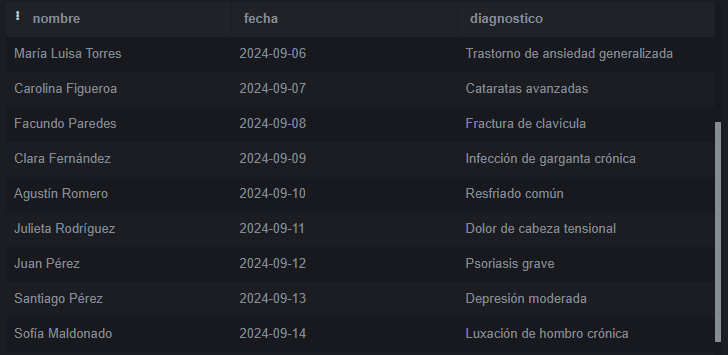 nombre fecha diagnostico
María Luisa Torres 2024-09-06 Trastorno de ansiedad generalizada
Carolina Figueroa 2024-09-07 Cataratas avanzadas
Facundo Paredes 2024-09-08 Fractura de clavícula
Clara Fernández 2024-09-09 Infección de garganta crónica
Agustín Romero 2024-09-10 Resfriado común
Julieta Rodríguez 2024-09-11 Dolor de cabeza tensional
Juan Pérez 2024-09-12 Psoriasis grave
Santiago Pérez 2024-09-13 Depresión moderada
Sofía Maldonado 2024-09-14 Luxación de hombro crónica